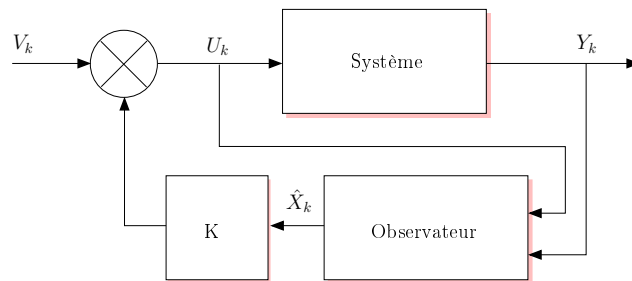 V_k
U_k
Système
Y_k
K
X̂_k
Observateur